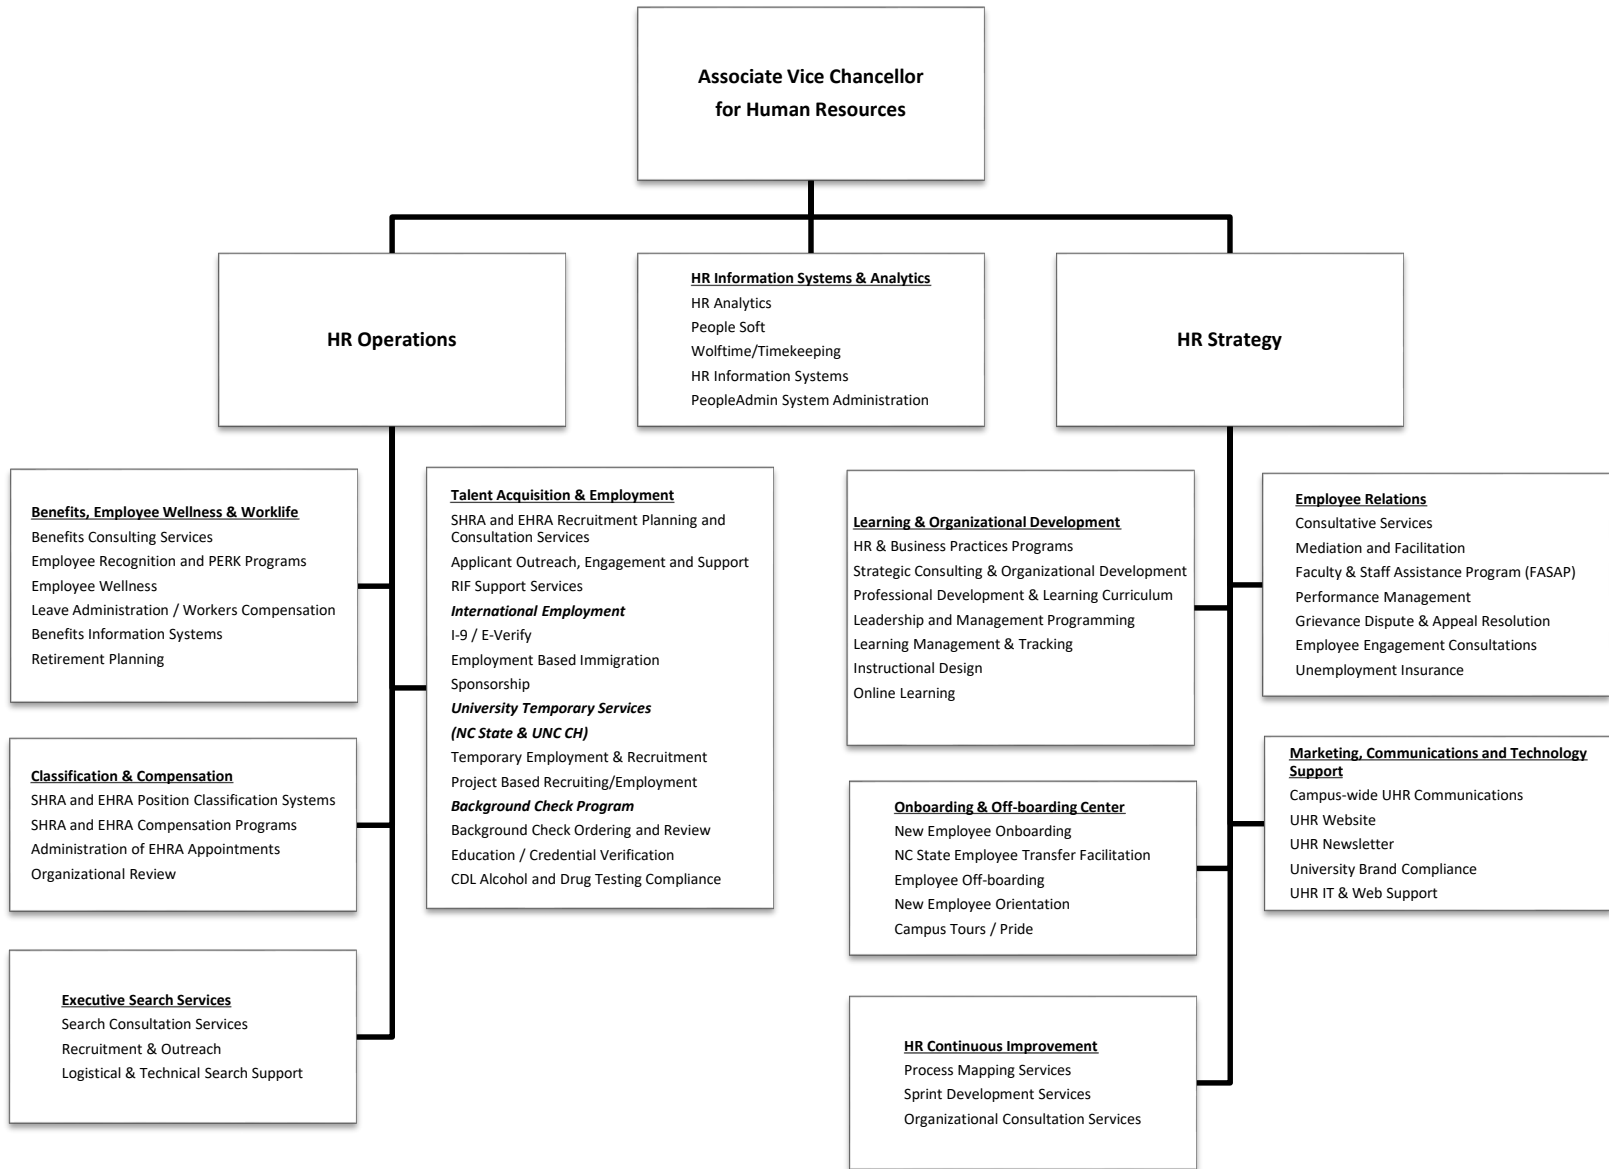 Associate Vice Chancellor
for Human Resources
HR Operations
HR Information Systems & Analytics
HR Analytics
People Soft
Wolftime/Timekeeping
HR Information Systems
PeopleAdmin System Administration
HR Strategy
Benefits, Employee Wellness & Worklife
Benefits Consulting Services
Employee Recognition and PERK Programs
Employee Wellness
Leave Administration / Workers Compensation
Benefits Information Systems
Retirement Planning
Talent Acquisition & Employment
SHRA and EHRA Recruitment Planning and
Consultation Services
Applicant Outreach, Engagement and Support
RIF Support Services
International Employment
I-9 / E-Verify
Employment Based Immigration
Sponsorship
University Temporary Services
(NC State & UNC CH)
Temporary Employment & Recruitment
Project Based Recruiting/Employment
Background Check Program
Background Check Ordering and Review
Education / Credential Verification
CDL Alcohol and Drug Testing Compliance
Classification & Compensation
SHRA and EHRA Position Classification Systems
SHRA and EHRA Compensation Programs
Administration of EHRA Appointments
Organizational Review
Executive Search Services
Search Consultation Services
Recruitment & Outreach
Logistical & Technical Search Support
Learning & Organizational Development
HR & Business Practices Programs
Strategic Consulting & Organizational Development
Professional Development & Learning Curriculum
Leadership and Management Programming
Learning Management & Tracking
Instructional Design
Online Learning
Employee Relations
Consultative Services
Mediation and Facilitation
Faculty & Staff Assistance Program (FASAP)
Performance Management
Grievance Dispute & Appeal Resolution
Employee Engagement Consultations
Unemployment Insurance
Onboarding & Off-boarding Center
New Employee Onboarding
NC State Employee Transfer Facilitation
Employee Off-boarding
New Employee Orientation
Campus Tours / Pride
Marketing, Communications and Technology
Support
Campus-wide UHR Communications
UHR Website
UHR Newsletter
University Brand Compliance
UHR IT & Web Support
HR Continuous Improvement
Process Mapping Services
Sprint Development Services
Organizational Consultation Services